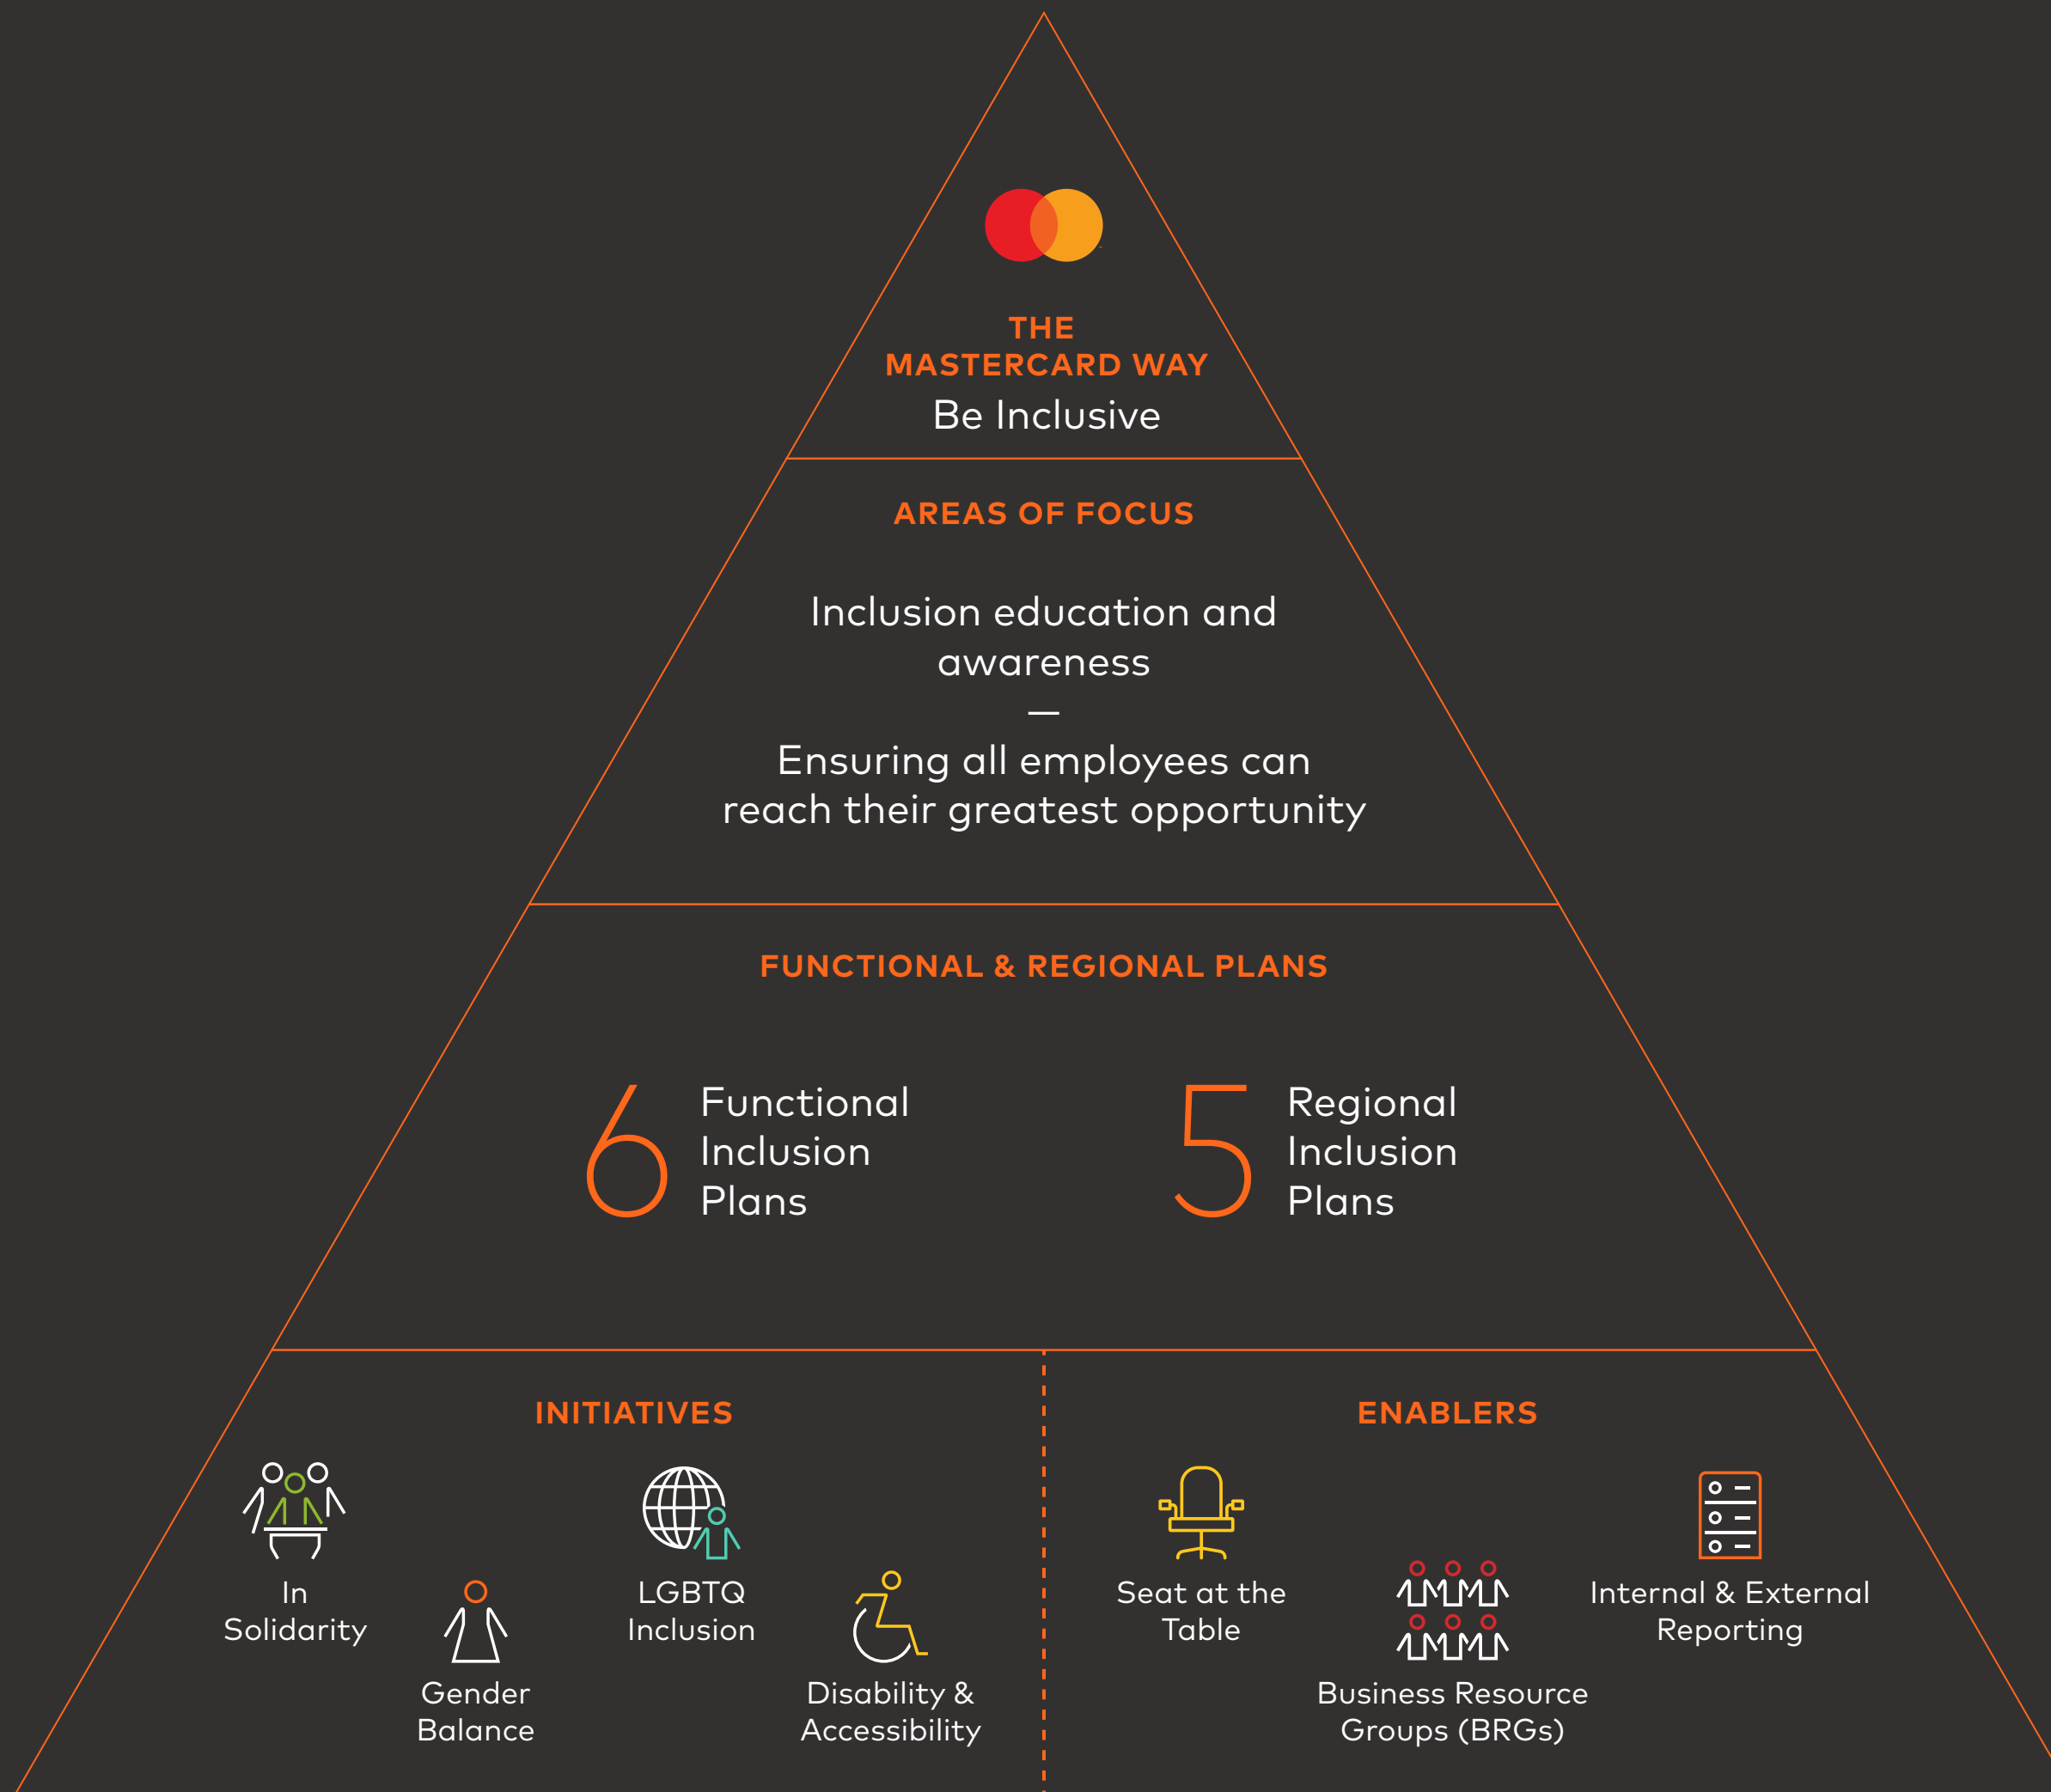 THE
MASTERCARD WAY
Be Inclusive
AREAS OF FOCUS
Inclusion education and
awareness
—
Ensuring all employees can
reach their greatest opportunity
FUNCTIONAL & REGIONAL PLANS
6
Functional
Inclusion
Plans
5
Regional
Inclusion
Plans
INITIATIVES
In
Solidarity
Gender
Balance
LGBTQ
Inclusion
Disability &
Accessibility
ENABLERS
Seat at the
Table
Business Resource
Groups (BRGs)
Internal & External
Reporting